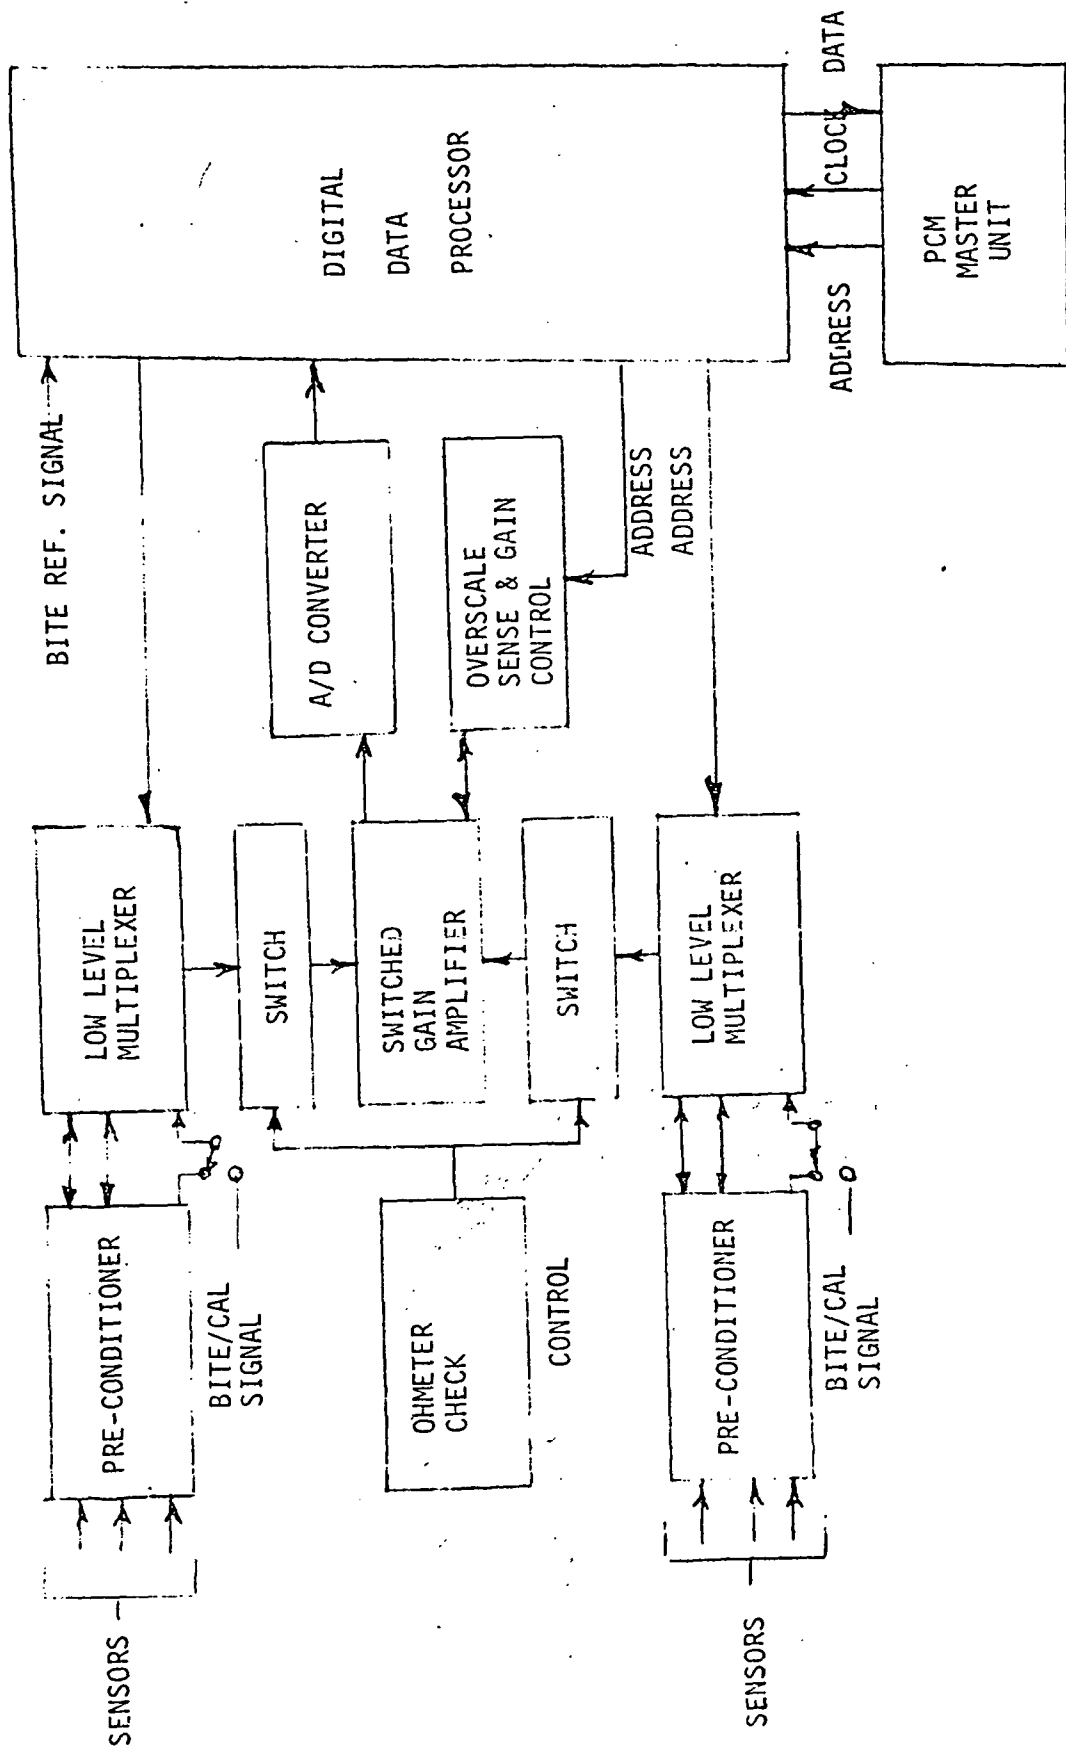 SENSORS
PRE-CONDITIONER
BITE/CAL
SIGNAL
LOW LEVEL
MULTIPLEXER
BITE REF. SIGNAL
SWITCH
OHMETER
CHECK
CONTROL
SWITCHED
GAIN
AMPLIFIER
A/D CONVERTER
OVERSCALE
SENSE & GAIN
CONTROL
SWITCH
ADDRESS
ADDRESS
DIGITAL
DATA
PROCESSOR
SENSORS
PRE-CONDITIONER
BITE/CAL
SIGNAL
LOW LEVEL
MULTIPLEXER
ADDRESS
CLOCK
DATA
PCM
MASTER
UNIT